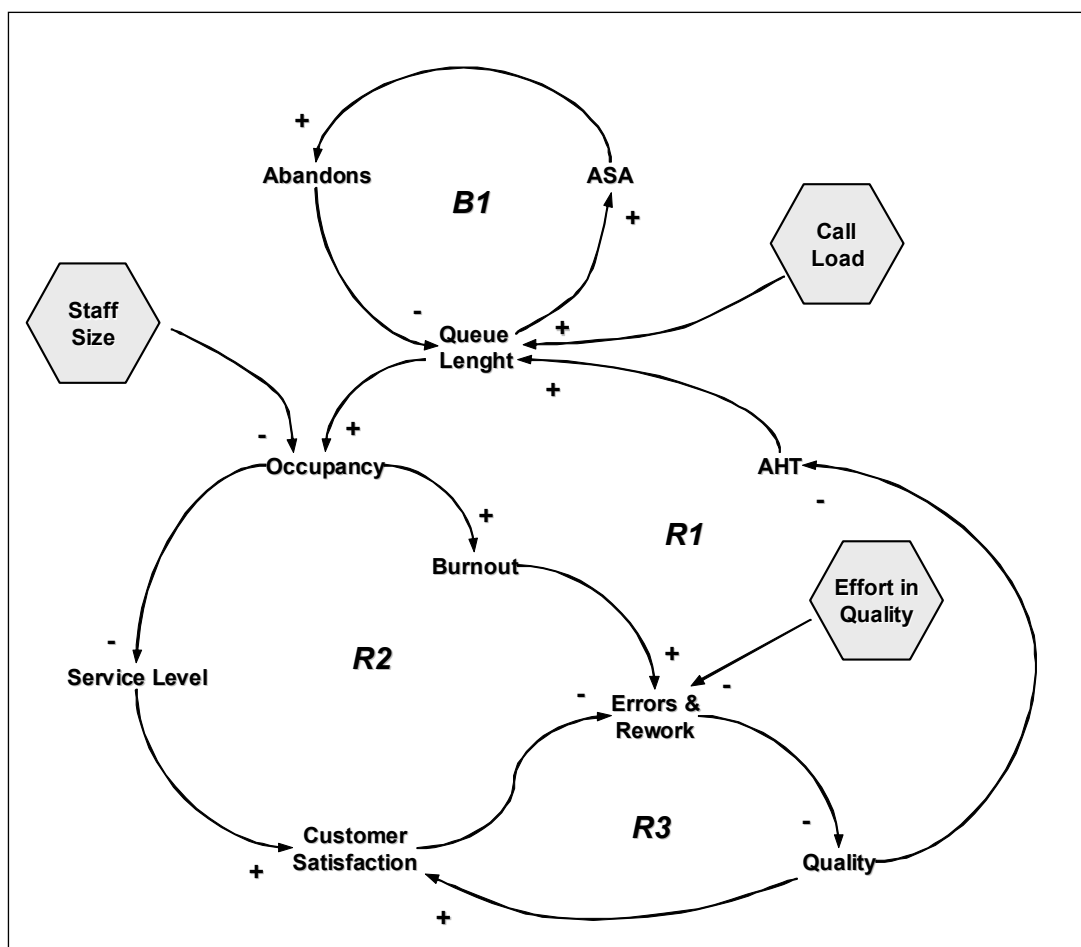 +
Abandons
ASA
B1
+
Call
Load
Staff
Size
-
Queue
Lenght
+
+
-
+
Occupancy
AHT
-
+
R1
Burnout
Effort in
Quality
-
Service Level
R2
+
-
-
Errors &
Rework
R3
-
Customer
Satisfaction
Quality
+
+